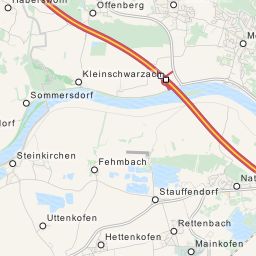 Offenberg
Kleinschwarzach
Sommersdorf
Steinkirchen
Fehmbach
Stauffendorf
Uttenkofen
Rettenbach
Hettenkofen
Mainkofen